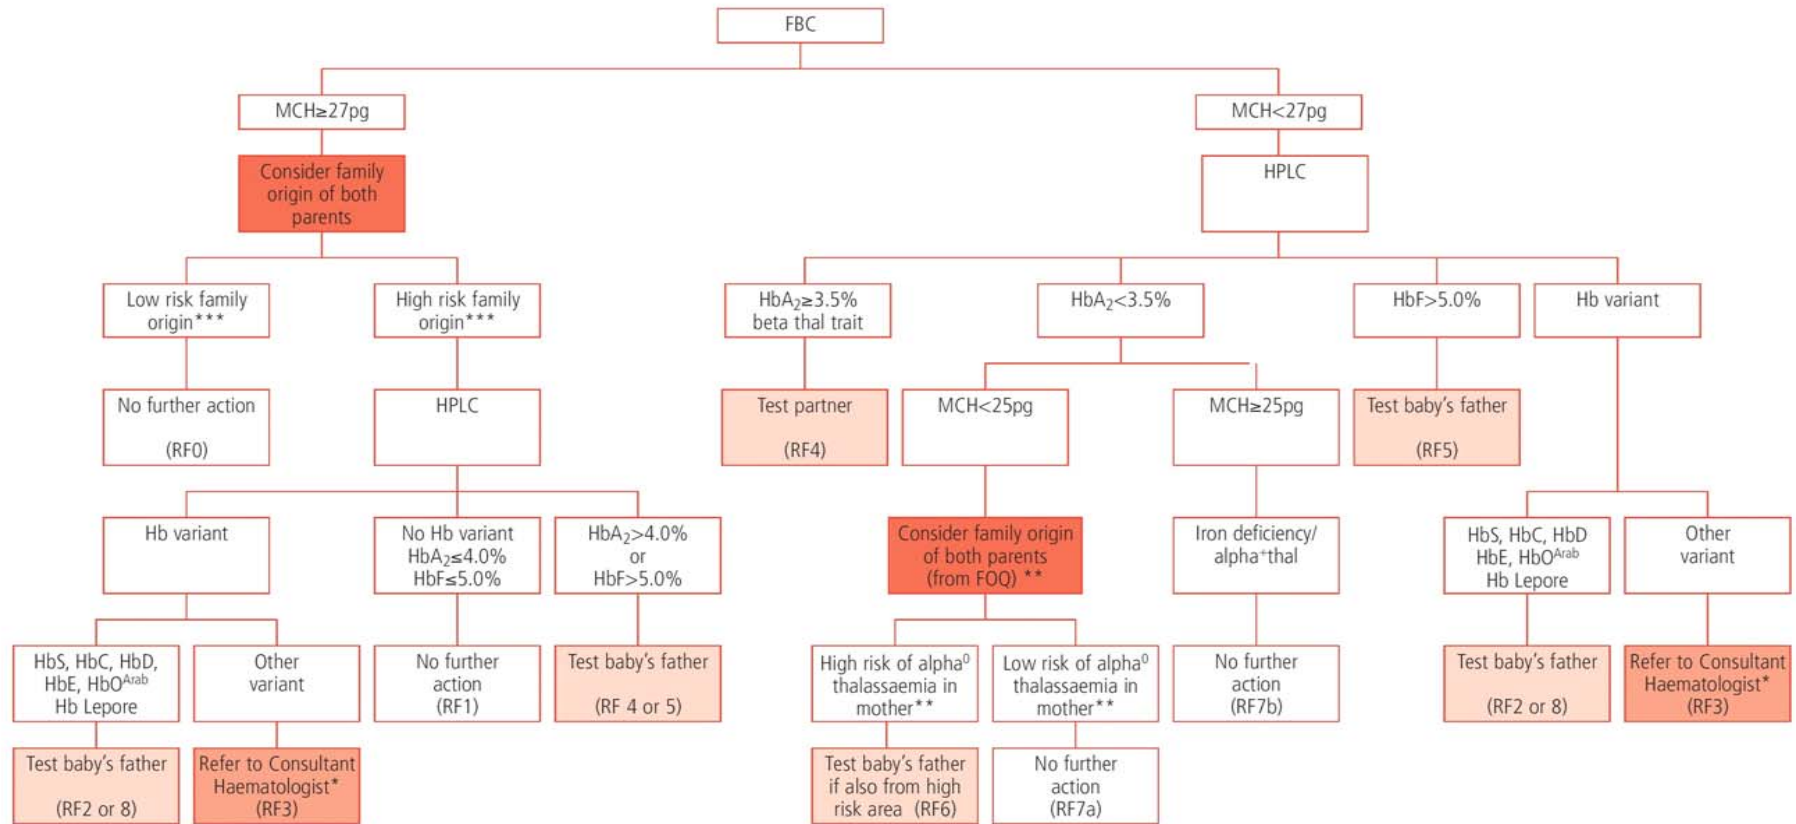 FBC
MCH≥27pg
MCH<27pg
Consider family
origin of both
parents
HPLC
Low risk family
origin***
High risk family
origin***
HbA₂≥3.5%
beta thal trait
HbA₂<3.5%
HbF>5.0%
Hb variant
No further action
(RF0)
HPLC
Test partner
(RF4)
MCH<25pg
MCH≥25pg
Test baby's father
(RF5)
Hb variant
No Hb variant
HbA₂≤4.0%
HbF≤5.0%
HbA₂>4.0%
or
HbF>5.0%
Consider family origin
of both parents
(from FOQ) **
Iron deficiency/
alpha⁺thal
HbS, HbC, HbD
HbE, HbOᴬʳᵃᵇ
Hb Lepore
Other
variant
HbS, HbC, HbD,
HbE, HbOᴬʳᵃᵇ
Hb Lepore
Other
variant
No further
action
(RF1)
Test baby's father
(RF 4 or 5)
High risk of alpha⁰
thalassaemia in
mother**
Low risk of alpha⁰
thalassaemia in
mother**
No further
action
(RF7b)
Test baby's father
(RF2 or 8)
Refer to Consultant
Haematologist*
(RF3)
Test baby's father
(RF2 or 8)
Refer to Consultant
Haematologist*
(RF3)
Test baby's father
if also from high
risk area (RF6)
No further
action
(RF7a)